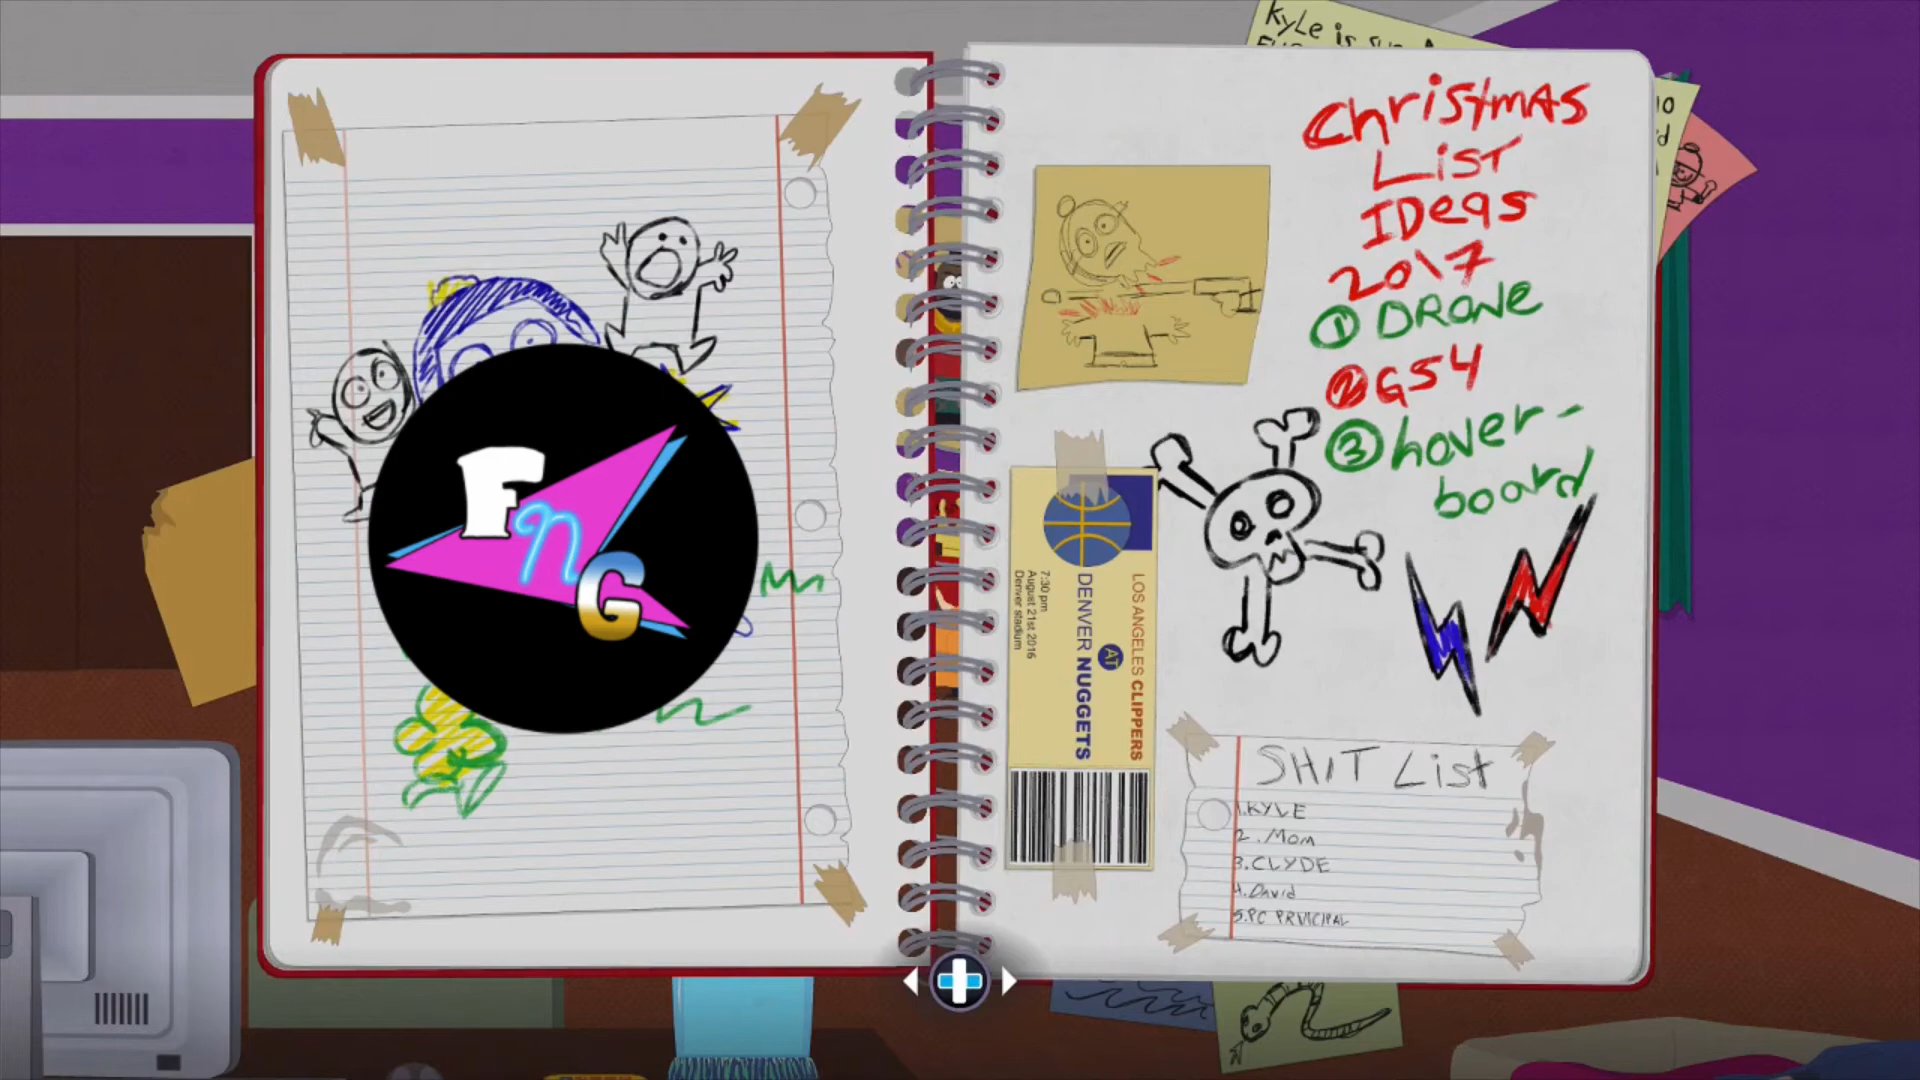 KyLe is
FnG
ChristmAs
List
IDeas
2017
① DRONe
② GS4
③ hover-
board
LOS ANGELES CLIPPERS
AT
DENVER NUGGETS
7:30 pm
August 21st 2016
Denver stadium
SHIT List
1.KYLE
2. Mom
3.CLYDE
4.David
5.PC PRVICIPAL